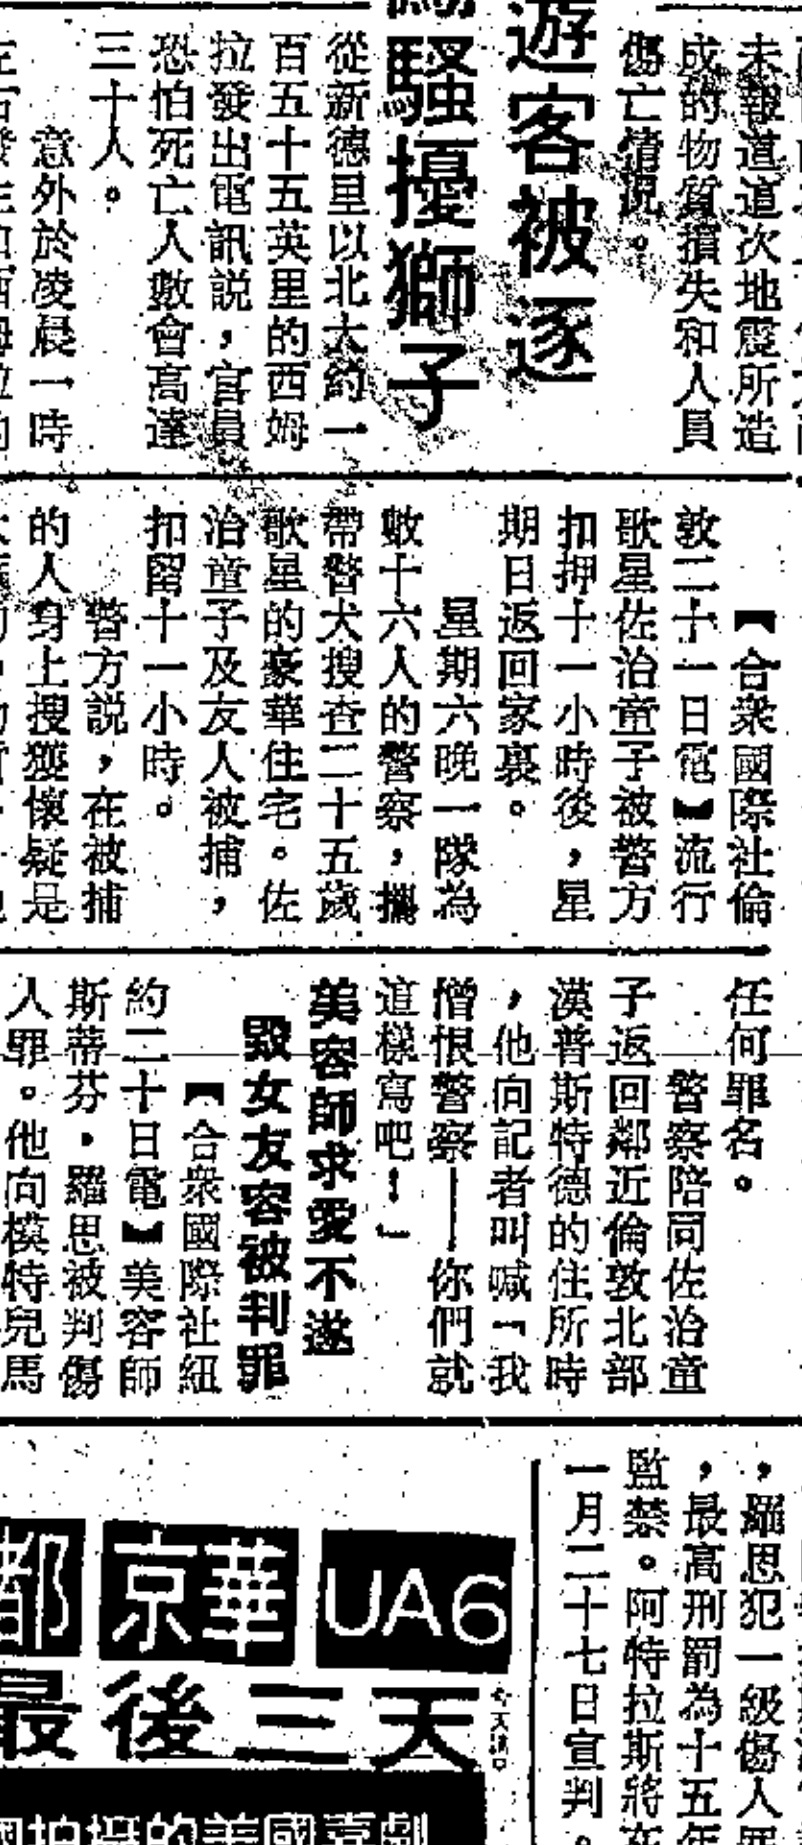 未報道這次地震所造
成的物質損失和人員
傷亡情況。
遊客被逐
騷擾獅子
從新德里以北大約一
百五十五英里的西姆
拉發出電訊説，官員
恐怕死亡人數會高達
三十人。
意外於凌晨一時
【合衆國際社倫
敦二十一日電】流行
歌星佐治童子被警方
扣押十一小時後，星
期日返回家裏。
星期六晚一隊為
數十六人的警察，攜
帶警犬搜查二十五歲
歌星的豪華住宅。佐
治童子及友人被捕，
扣留十一小時。
警方説，在被捕
的人身上搜獲懷疑是
任何罪名。
警察陪同佐治童
子返回鄰近倫敦北部
漢普斯特德的住所時
，他向記者叫喊「我
憎恨警察——你們就
這樣寫吧！」
美容師求愛不遂
毀女友容被判罪
【合衆國際社紐
約二十日電】美容師
斯蒂芬·羅思被判傷
人罪。他向模特兒馬
，羅思犯一級傷人罪
，最高刑罰為十五年
監禁。阿特拉斯將在
一月二十七日宣判。
UA6
京華
都
最後三天